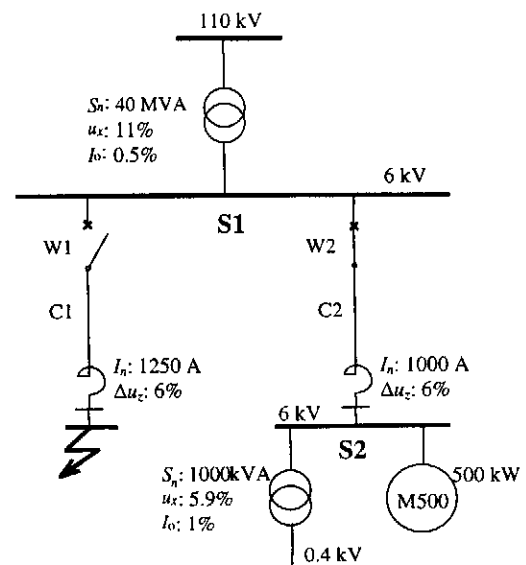 110 kV
Sn: 40 MVA
ux: 11%
Io: 0.5%
6 kV
S1
W1
W2
C1
C2
In: 1250 A
Δuz: 6%
In: 1000 A
Δuz: 6%
6 kV
S2
Sn: 1000kVA
ux: 5.9%
Io: 1%
500 kW
M500
0.4 kV